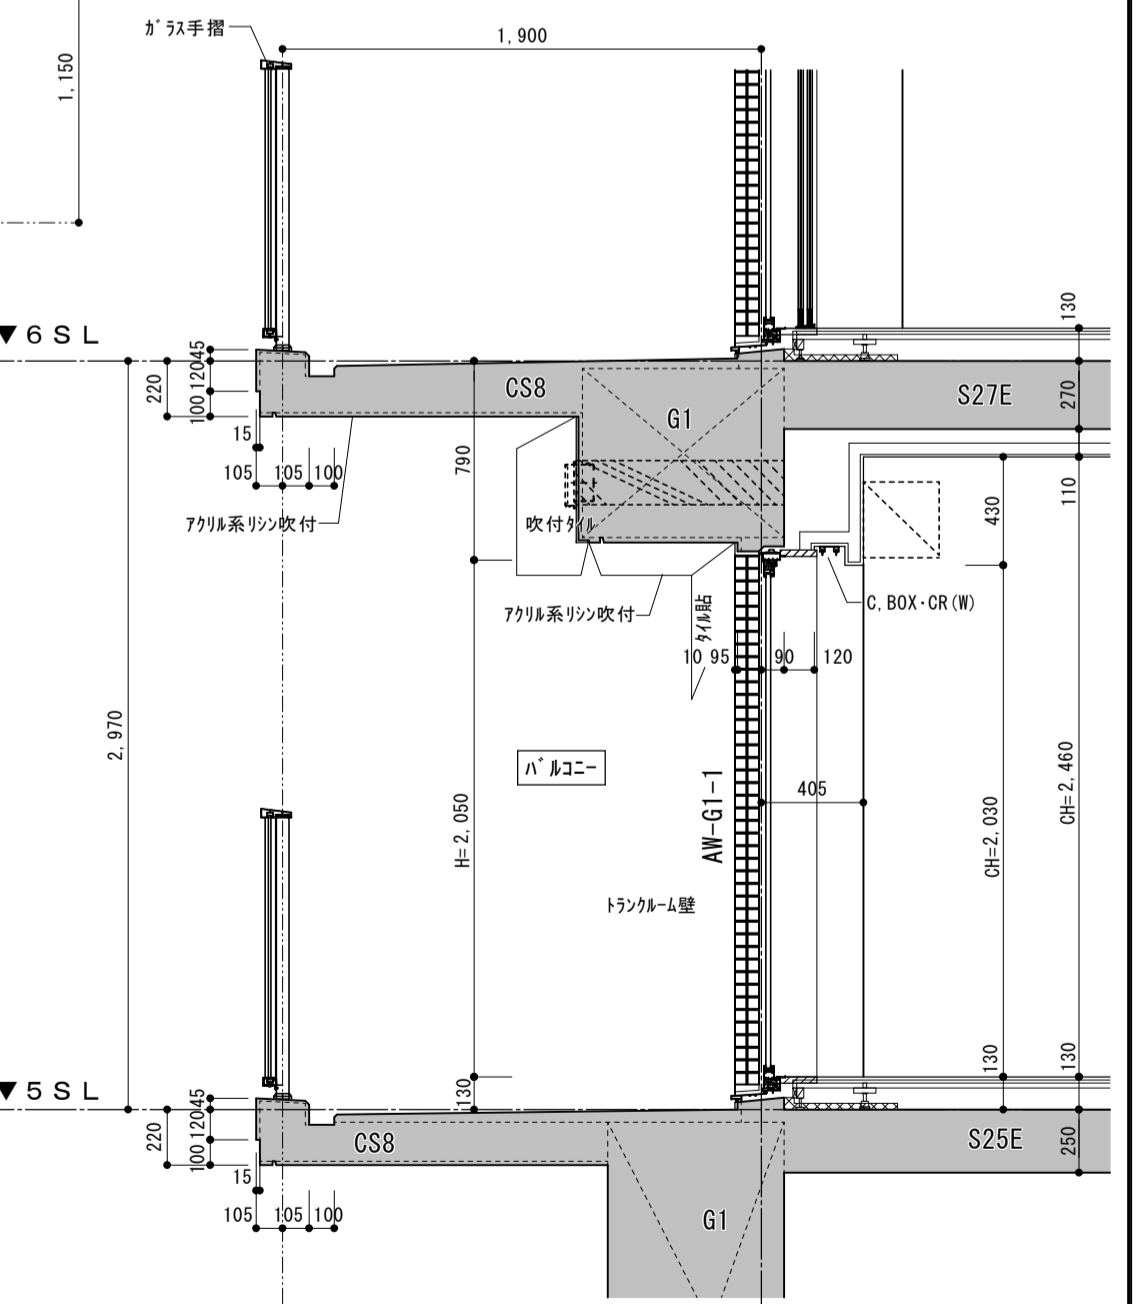 ガラス手摺
1,900
1,150
▼6SL
130
45
120
100
220
CS8
G1
S27E
270
15
105 105 100
790
アクリル系リシン吹付
吹付タイル
430
110
アクリル系リシン吹付
タイル貼
C,BOX・CR(W)
10 95 90 120
2,970
バルコニー
AW-G1-1
405
H=2,050
CH=2,030
CH=2,460
トランクルーム壁
130
130
130
▼5SL
45
120
100
220
CS8
S25E
250
15
105 105 100
G1